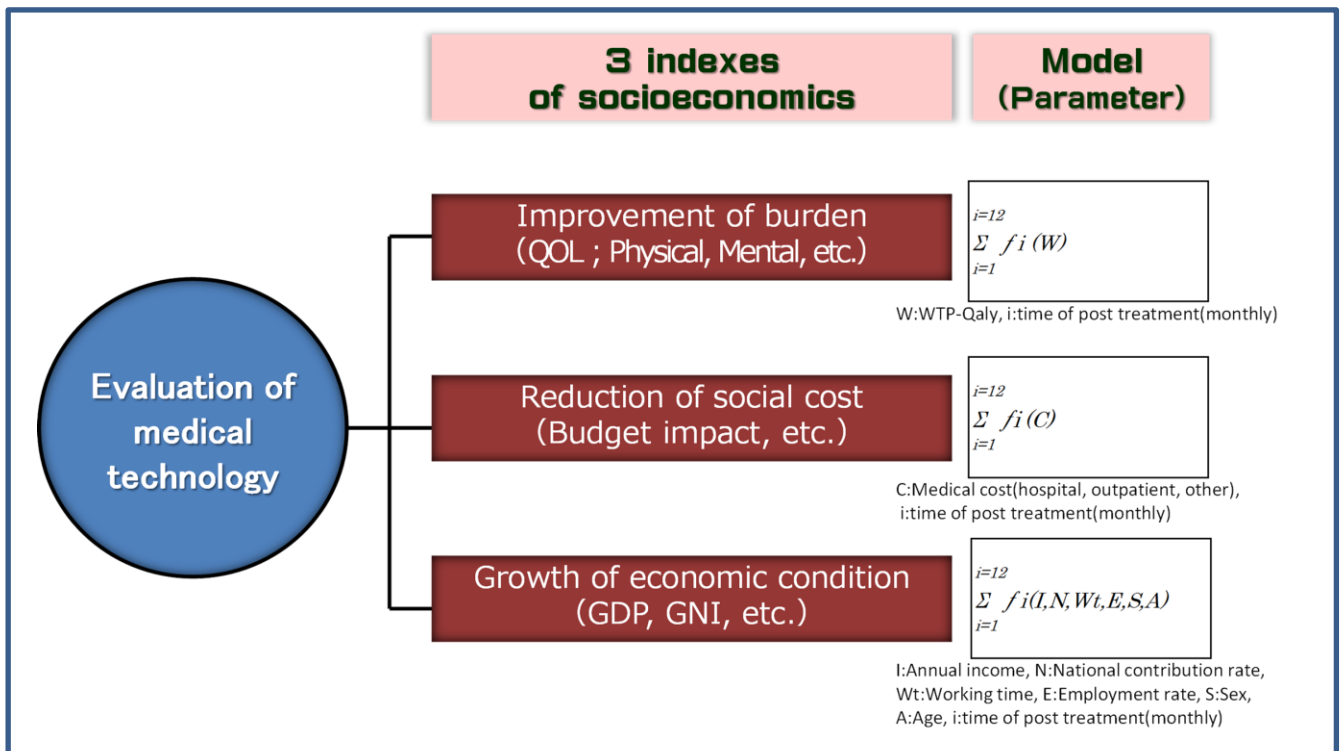 3 indexes
of socioeconomics
Model
(Parameter)
Evaluation of
medical
technology
Improvement of burden
(QOL ; Physical, Mental, etc.)
i=12
Σ fi (W)
i=1
W:WTP-Qaly, i:time of post treatment(monthly)
Reduction of social cost
(Budget impact, etc.)
i=12
Σ fi (C)
i=1
C:Medical cost(hospital, outpatient, other),
i:time of post treatment(monthly)
Growth of economic condition
(GDP, GNI, etc.)
i=12
Σ fi(I,N,Wt,E,S,A)
i=1
I:Annual income, N:National contribution rate,
Wt:Working time, E:Employment rate, S:Sex,
A:Age, i:time of post treatment(monthly)